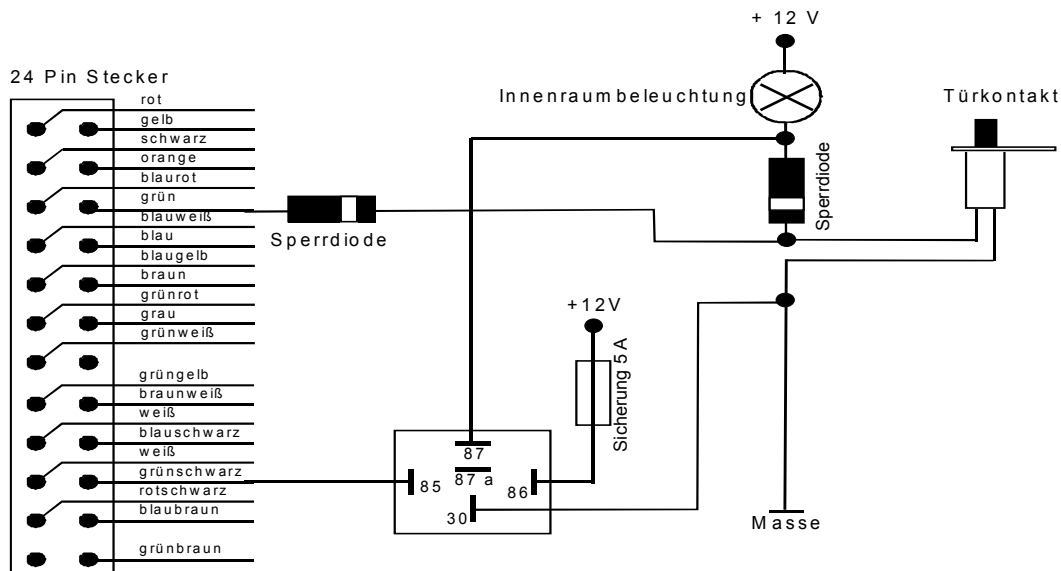 + 12 V
24 Pin Stecker
Innenraumbeleuchtung
Türkontakt
rot
gelb
schwarz
orange
blaurot
grün
blauweiß
blau
blaugelb
braun
grünrot
grau
grünweiß
grüngelb
braunweiß
weiß
blauschwarz
weiß
grünschwarz
rotschwarz
blaubraun
grünbraun
Sperrdiode
Sperrdiode
+12V
Sicherung 5 A
87
87 a
85
86
30
Masse